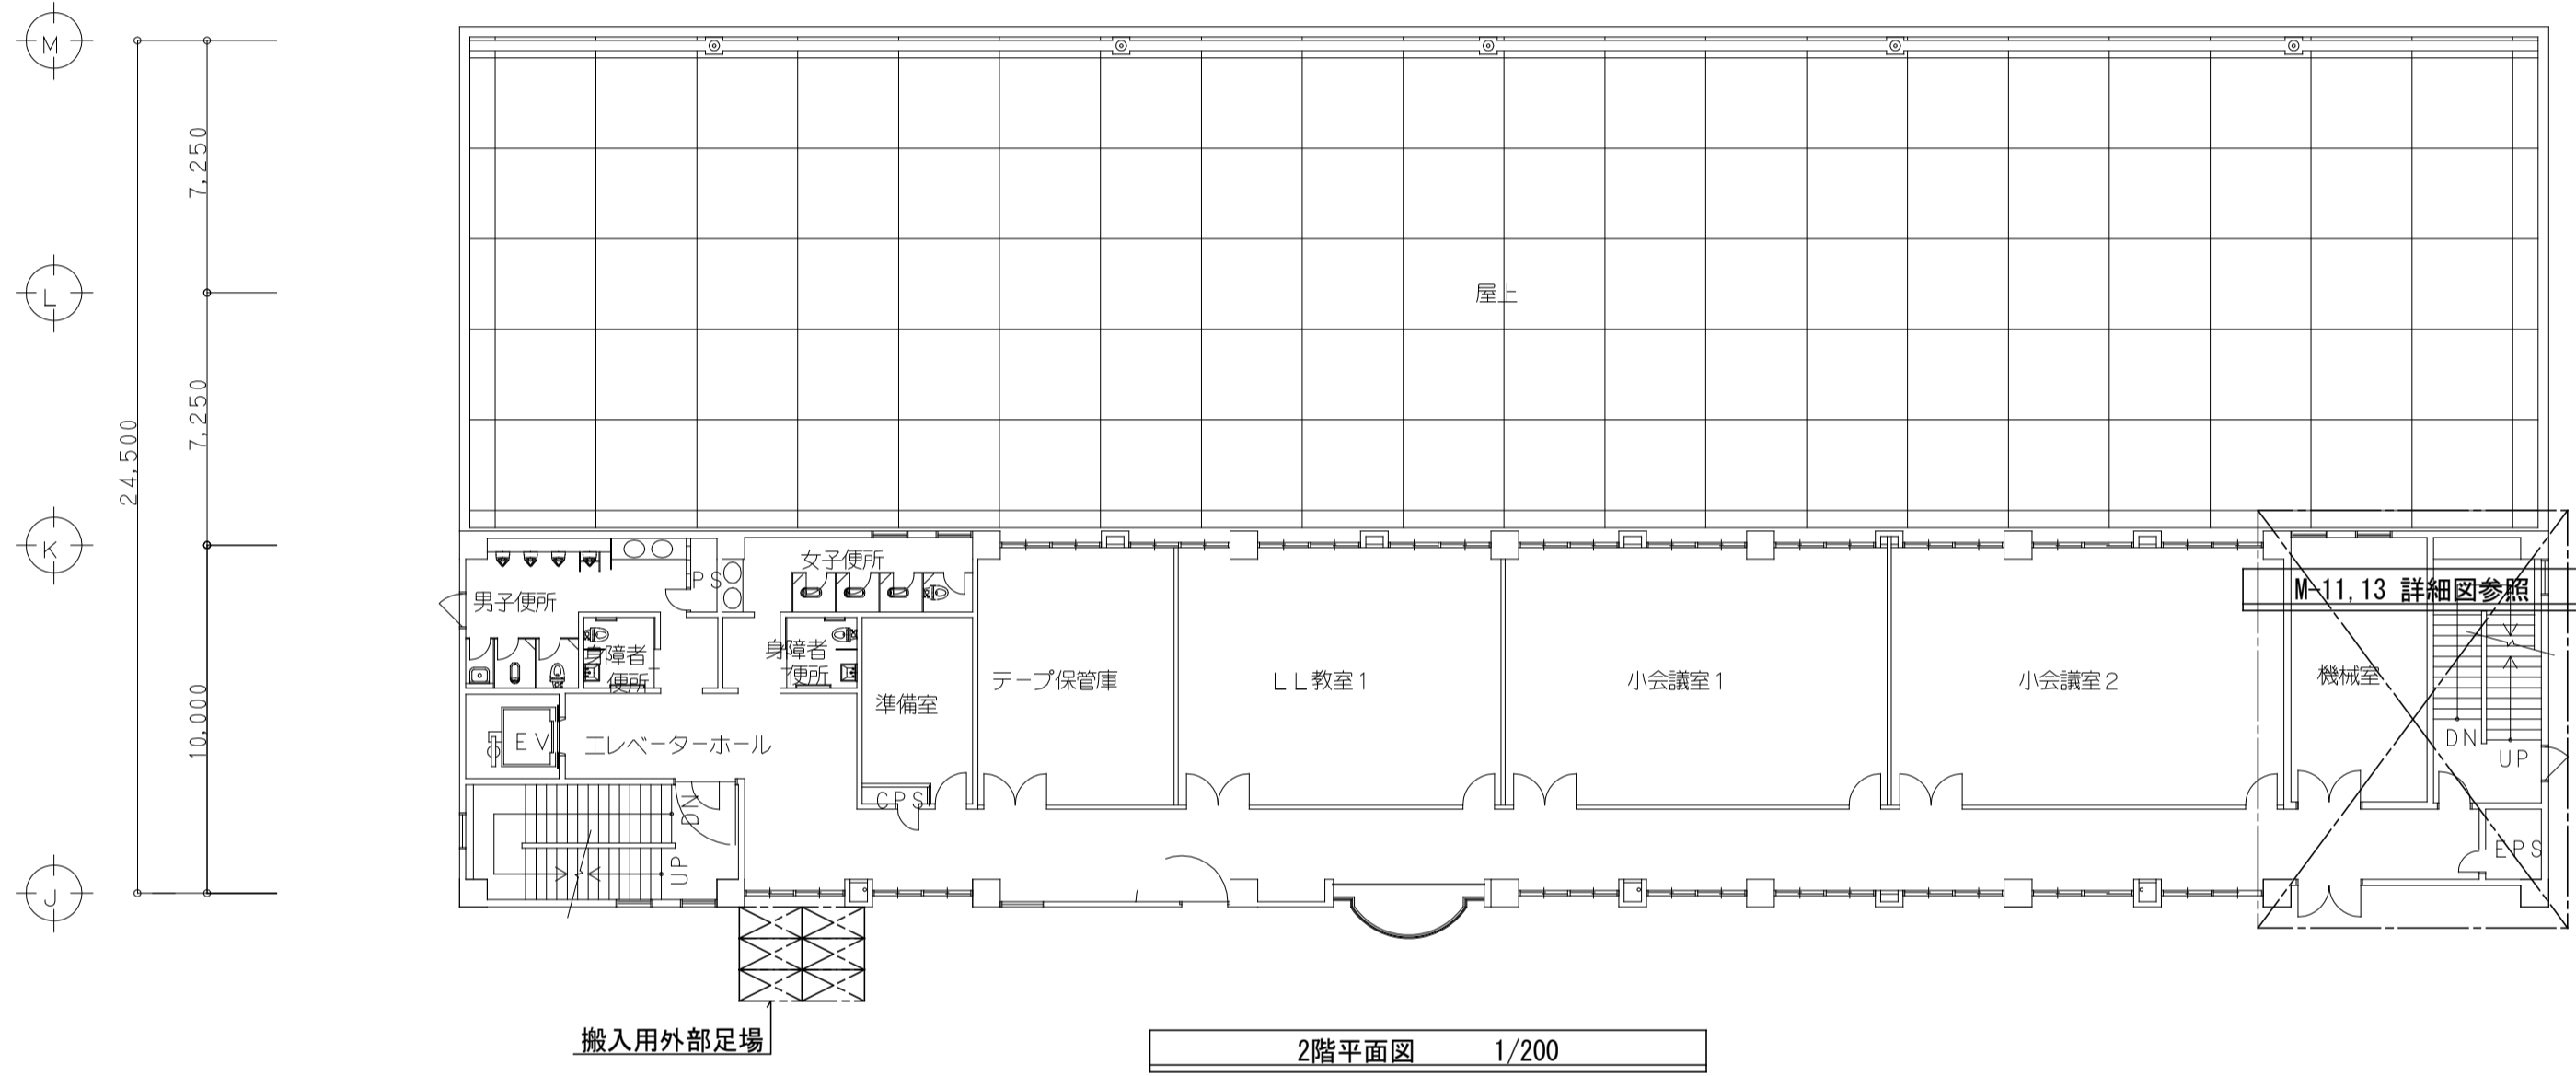 M
7,250
L
屋上
7,250
24,500
K
女子便所
PS
男子便所
M-11,13 詳細図参照
身障者
便所
身障者
便所
テープ保管庫
LL教室1
小会議室1
小会議室2
機械室
準備室
10,000
EV
エレベーターホール
DN
UP
CPS
DN
UP
EPS
J
搬入用外部足場
2階平面図 1/200